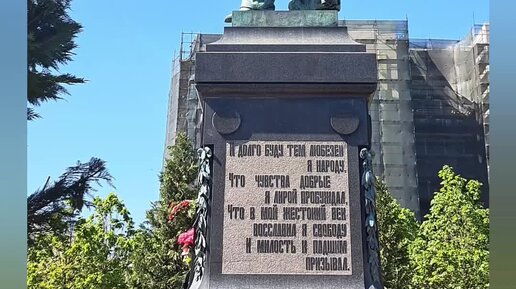 И ДОЛГО БУДУ ТЕМ ЛЮБЕЗЕН
Я НАРОДУ,
ЧТО ЧУВСТВА ДОБРЫЕ
Я ЛИРОЙ ПРОБУЖДАЛ,
ЧТО В МОЙ ЖЕСТОКИЙ ВЕК
ВОССЛАВИЛ Я СВОБОДУ
И МИЛОСТЬ К ПАДШИМ
ПРИЗЫВАЛ.